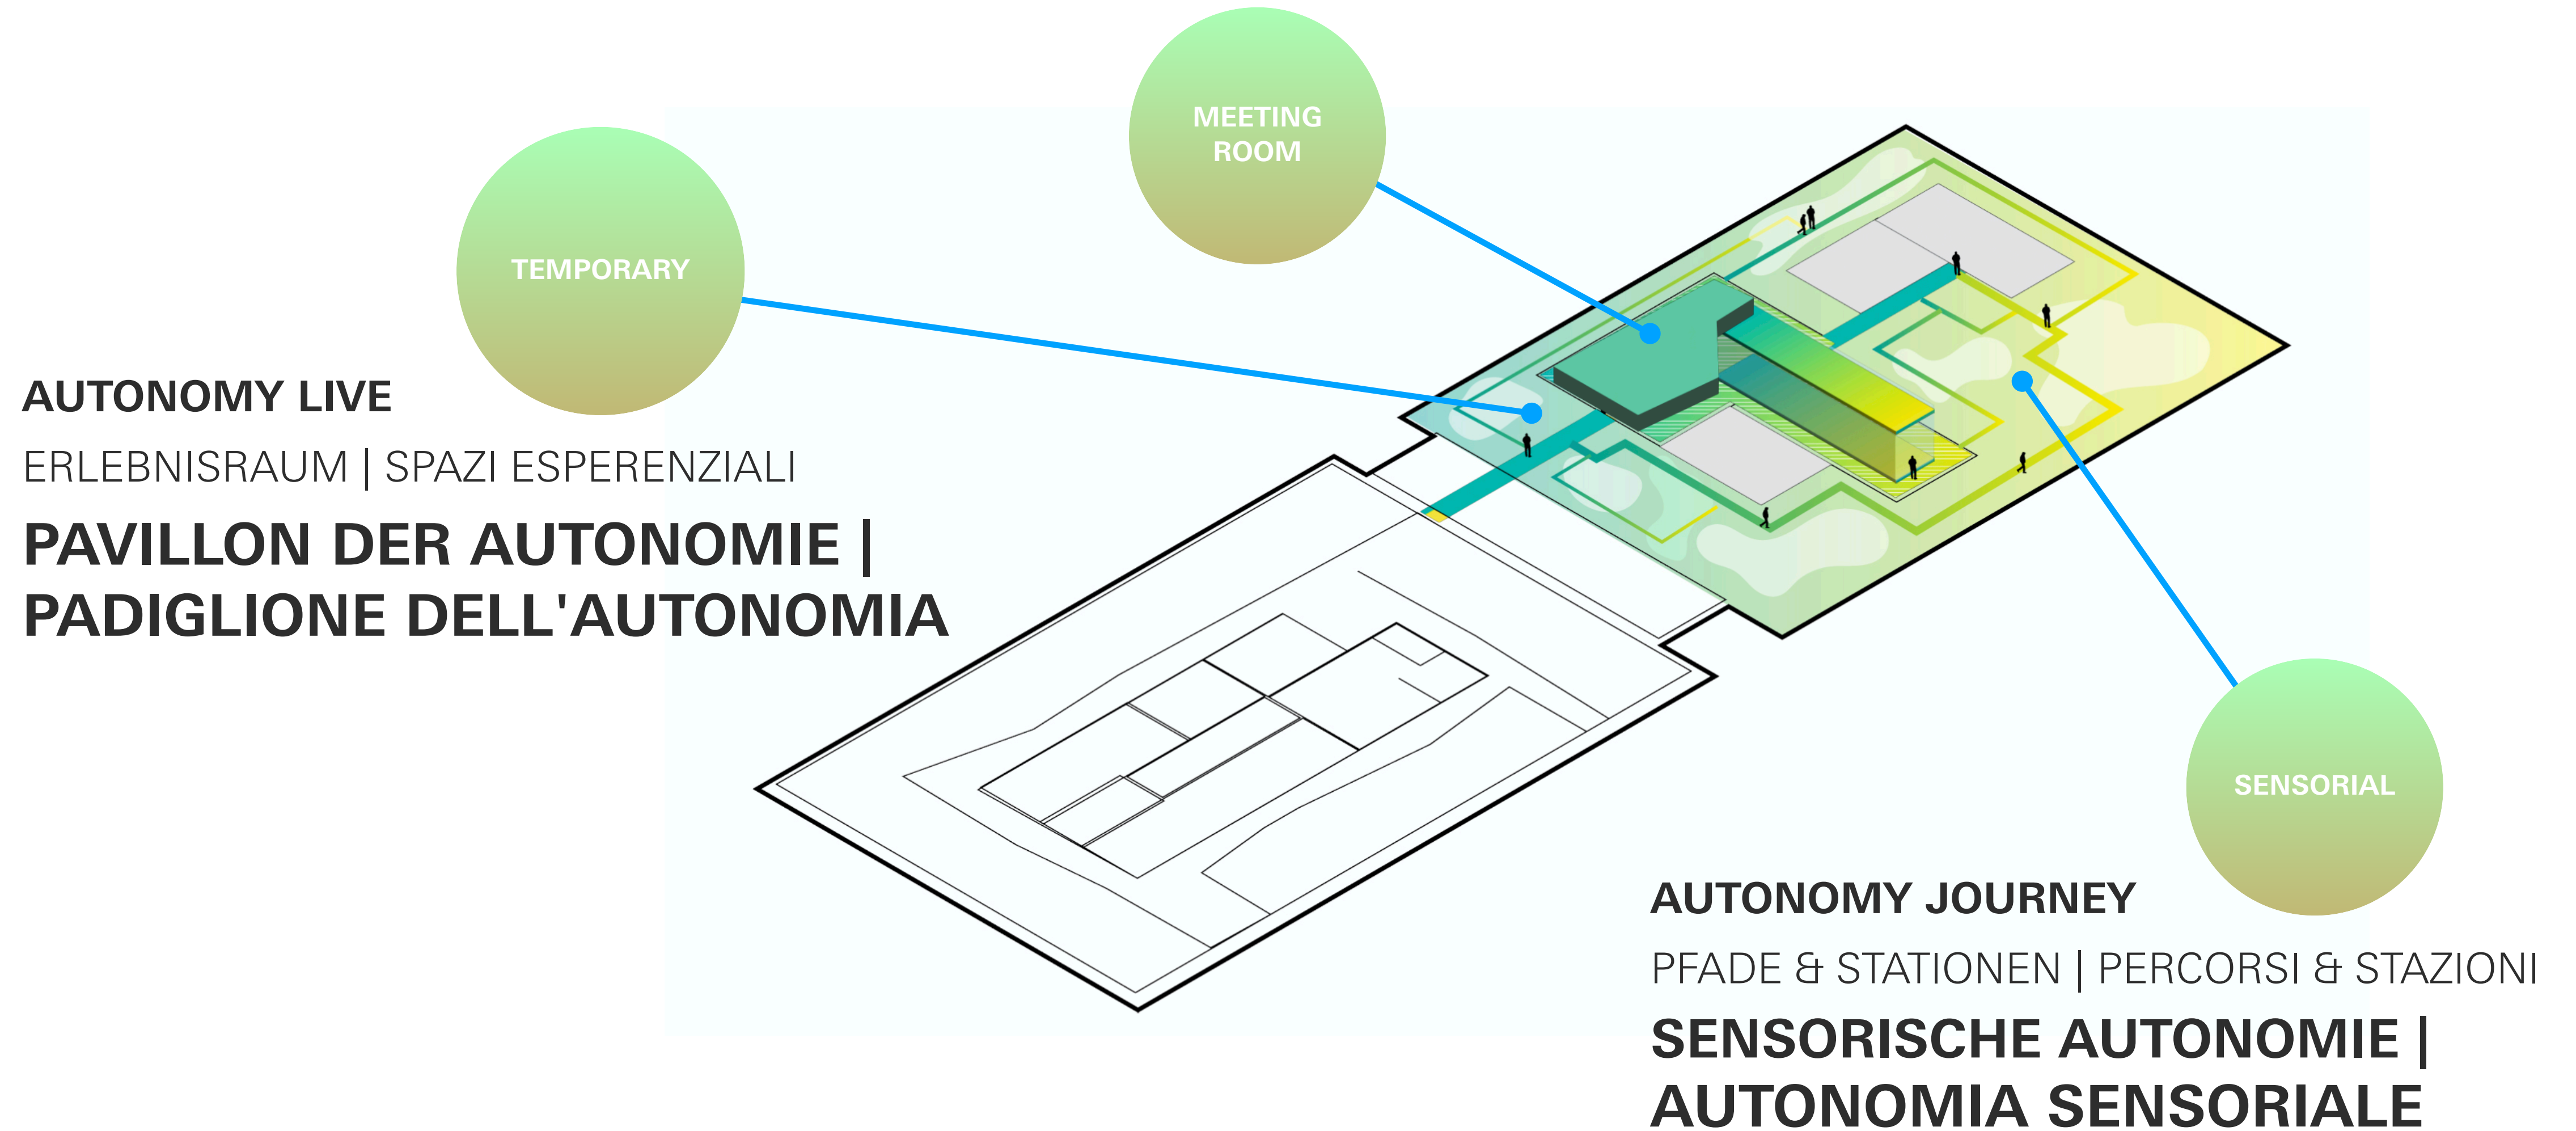 MEETING
ROOM
TEMPORARY
AUTONOMY LIVE
ERLEBNISRAUM | SPAZI ESPERENZIALI
PAVILLON DER AUTONOMIE |
PADIGLIONE DELL'AUTONOMIA
SENSORIAL
AUTONOMY JOURNEY
PFADE & STATIONEN | PERCORSI & STAZIONI
SENSORISCHE AUTONOMIE |
AUTONOMIA SENSORIALE